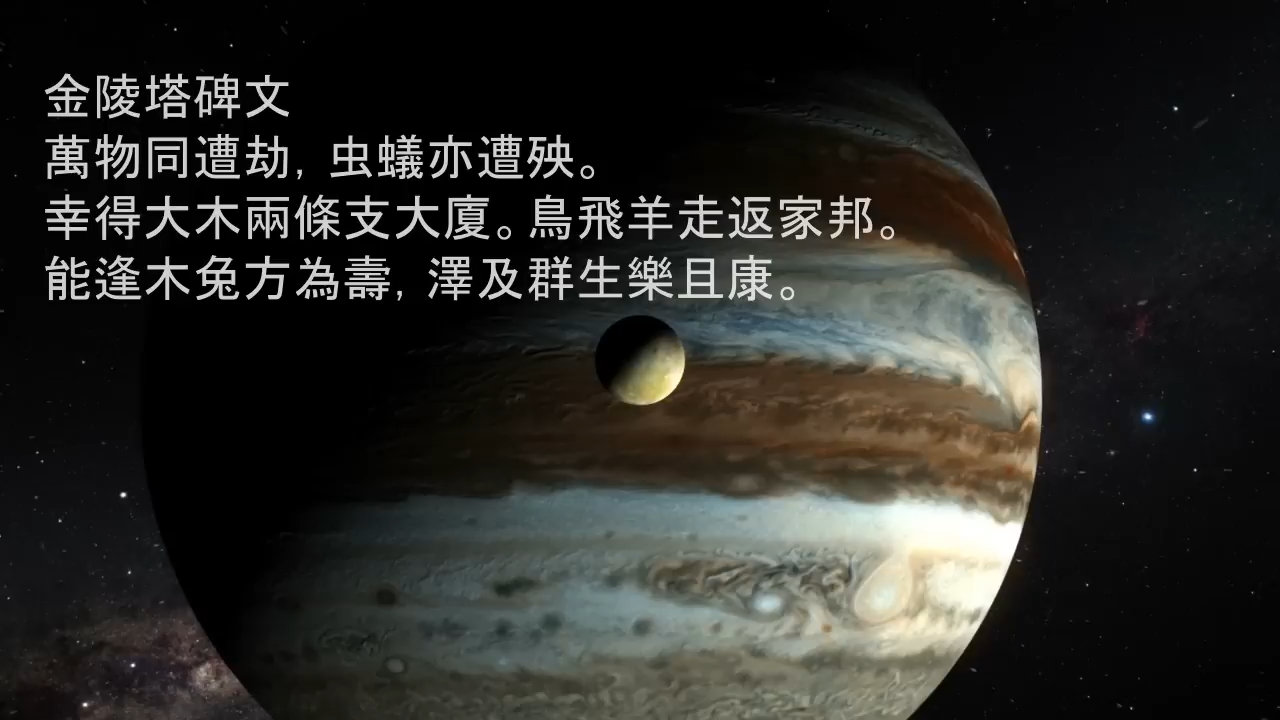 金陵塔碑文
萬物同遭劫，虫蟻亦遭殃。
幸得大木兩條支大廈。鳥飛羊走返家邦。
能逢木兔方為壽，澤及群生樂且康。